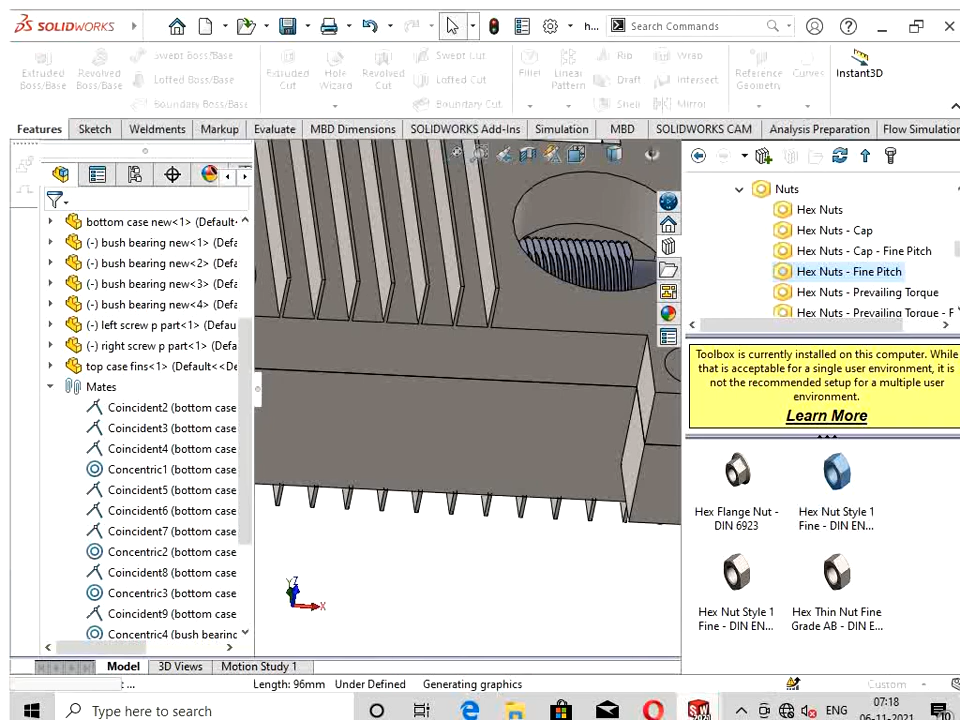 SOLIDWORKS
h...
Search Commands
Extruded Boss/Base
Revolved Boss/Base
Swept Boss/Base
Lofted Boss/Base
Boundary Boss/Base
Extruded Cut
Hole Wizard
Revolved Cut
Swept Cut
Lofted Cut
Boundary Cut
Fillet
Linear Pattern
Rib
Draft
Shell
Wrap
Intersect
Mirror
Reference Geometry
Curves
Instant3D
Features Sketch Weldments Markup Evaluate MBD Dimensions SOLIDWORKS Add-Ins Simulation MBD SOLIDWORKS CAM Analysis Preparation Flow Simulation
bottom case new<1> (Default
(-) bush bearing new<1> (Defa
(-) bush bearing new<2> (Defa
(-) bush bearing new<3> (Defa
(-) bush bearing new<4> (Defa
(-) left screw p part<1> (Defau
(-) right screw p part<1> (Defa
top case fins<1> (Default<<De
Mates
Coincident2 (bottom case
Coincident3 (bottom case
Coincident4 (bottom case
Concentric1 (bottom case
Coincident5 (bottom case
Coincident6 (bottom case
Coincident7 (bottom case
Concentric2 (bottom case
Coincident8 (bottom case
Concentric3 (bottom case
Coincident9 (bottom case
Concentric4 (bush bearing
Y Z
X
Nuts
Hex Nuts
Hex Nuts - Cap
Hex Nuts - Cap - Fine Pitch
Hex Nuts - Fine Pitch
Hex Nuts - Prevailing Torque
Hex Nuts - Prevailing Torque - F
Toolbox is currently installed on this computer. While
that is acceptable for a single user environment, it is
not the recommended setup for a multiple user
environment.
Learn More
Hex Flange Nut -
DIN 6923
Hex Nut Style 1
Fine - DIN EN...
Hex Nut Style 1
Fine - DIN EN...
Hex Thin Nut Fine
Grade AB - DIN E...
Model 3D Views Motion Study 1
: ... Length: 96mm Under Defined Generating graphics Custom
Type here to search
ENG
07:18
06-11-2021